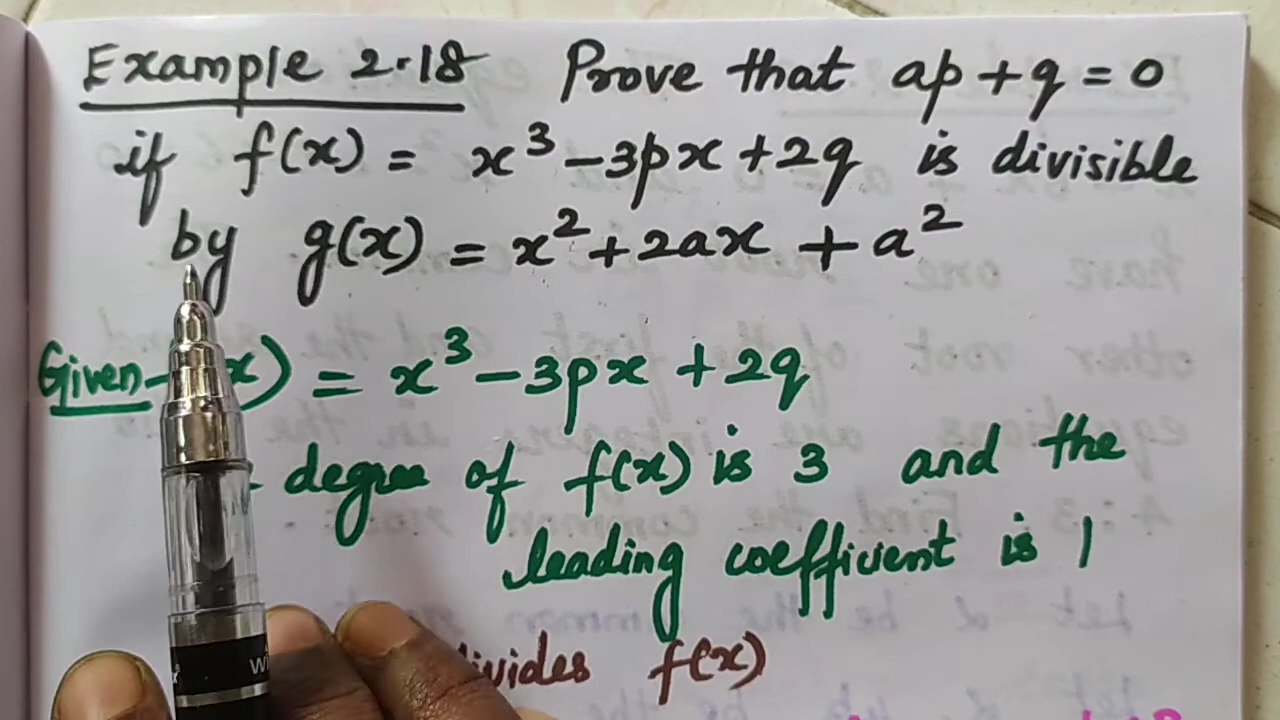 Example 2.18 Prove that ap + q = 0
if f(x) = x³ - 3px + 2q is divisible
by g(x) = x² + 2ax + a²
Given - x) = x³ - 3px + 2q
degree of f(x) is 3 and the
leading coefficient is 1
divides f(x)